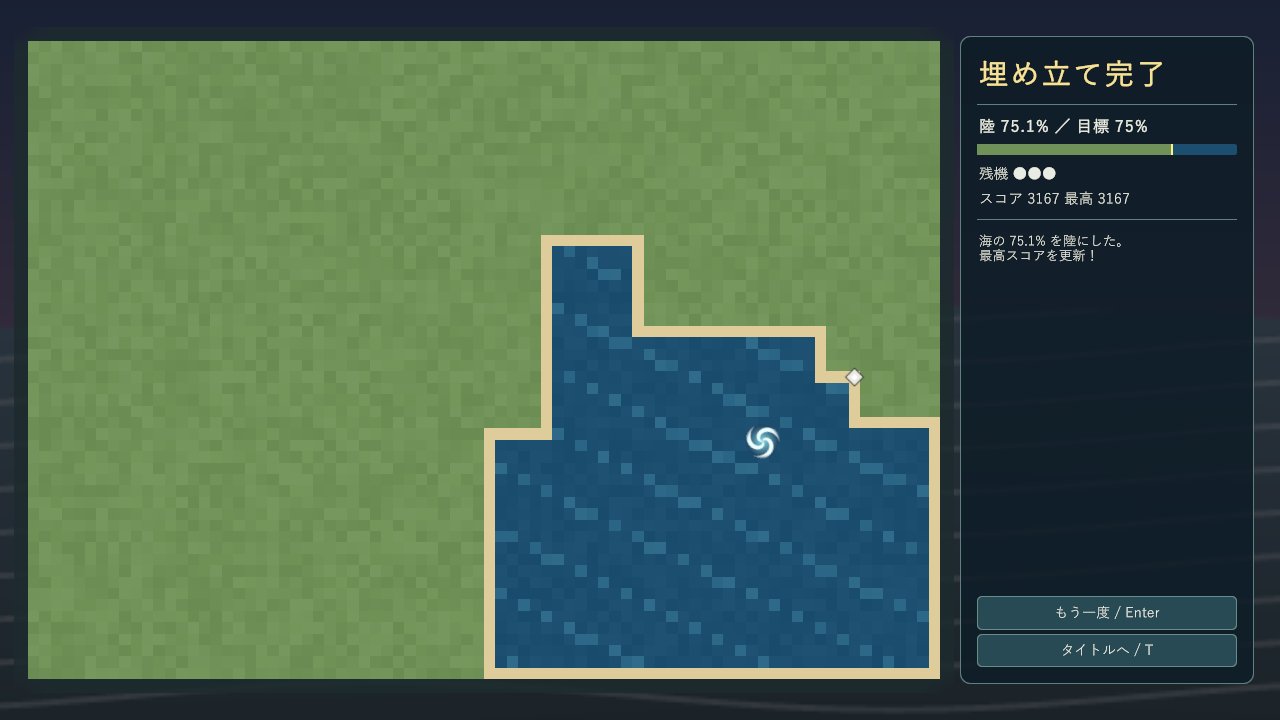 埋め立て完了
陸 75.1% ／ 目標 75%
残機 ●●●
スコア 3167 最高 3167
海の 75.1% を陸にした。
最高スコアを更新！
もう一度 / Enter
タイトルへ / T